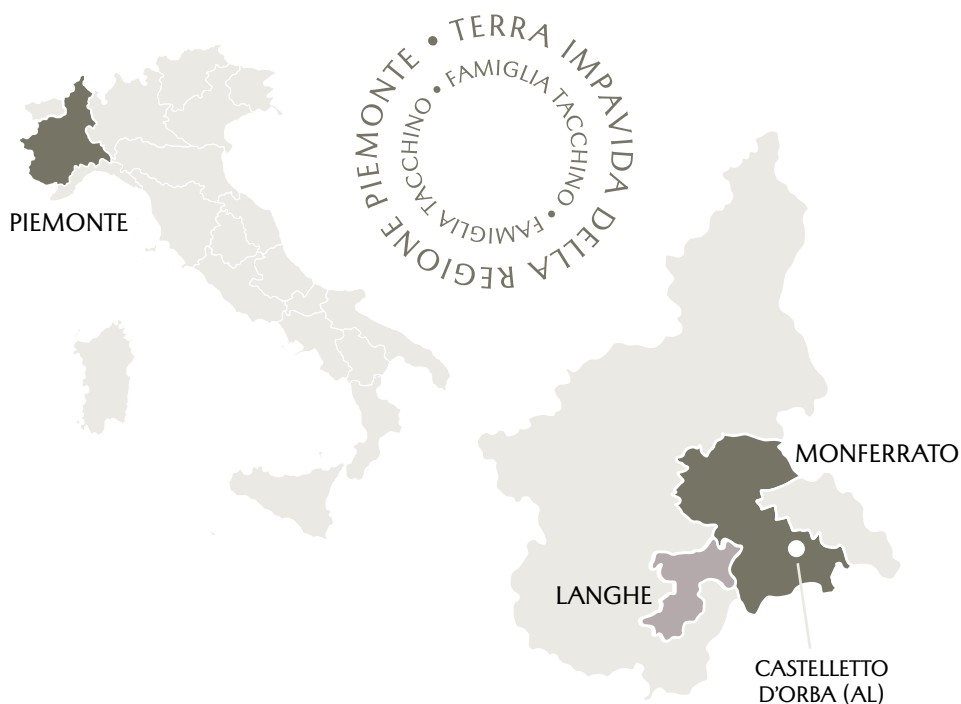 TERRA IMPAVIDA DELLA REGIONE PIEMONTE •
FAMIGLIA TACCHINO • FAMIGLIA TACCHINO •
PIEMONTE
MONFERRATO
LANGHE
CASTELLETTO
D'ORBA (AL)